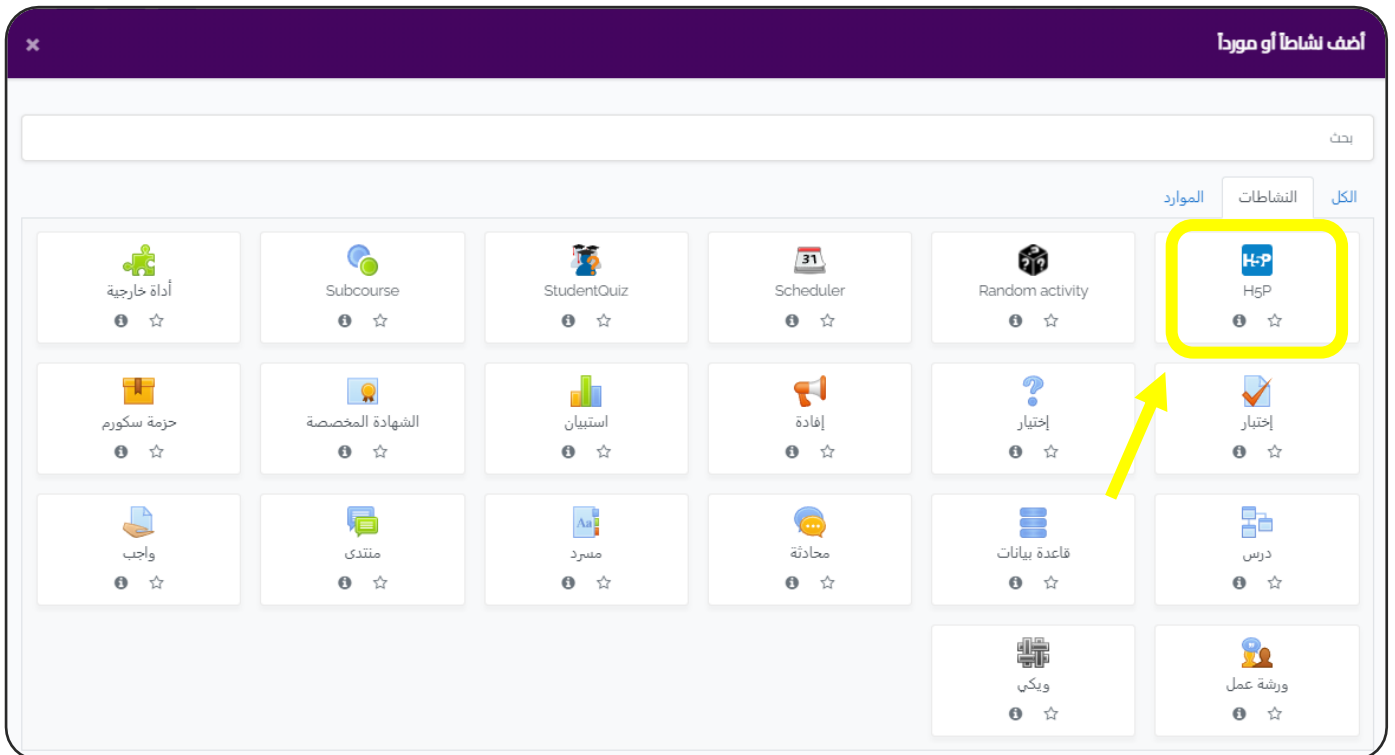 أضف نشاطاً أو مورداً
×
بحث
الكل النشاطات الموارد
H5P Random activity Scheduler StudentQuiz Subcourse أداة خارجية
إختبار إختيار إفادة استبيان الشهادة المخصصة حزمة سكورم
درس قاعدة بيانات محادثة مسرد منتدى واجب
ورشة عمل ويكي